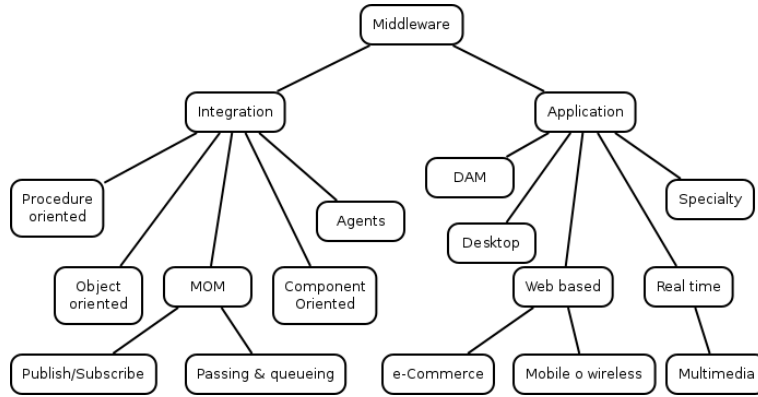 Middleware
Integration
Application
DAM
Procedure
oriented
Specialty
Agents
Desktop
Object
oriented
MOM
Component
Oriented
Web based
Real time
Publish/Subscribe
Passing & queueing
e-Commerce
Mobile o wireless
Multimedia